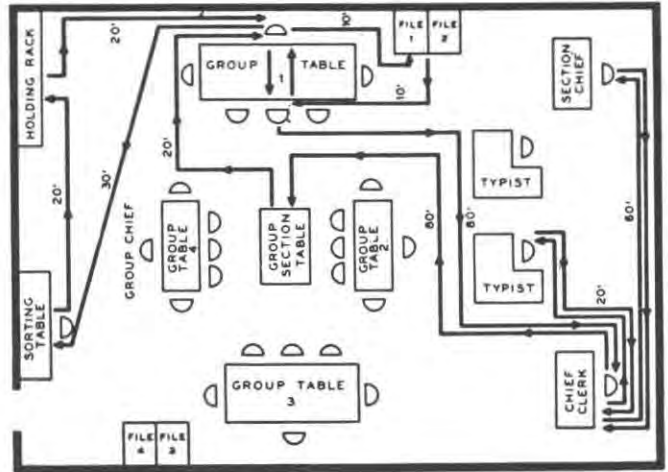 HOLDING RACK
20'
10'
FILE
1
FILE
2
GROUP TABLE
1
SECTION
CHIEF
10'
20'
30'
20'
TYPIST
GROUP CHIEF
GROUP
TABLE
4
GROUP
SECTION
TABLE
GROUP
TABLE 2
80'
80'
60'
TYPIST
20'
SORTING
TABLE
GROUP TABLE
3
CHIEF
CLERK
FILE
4
FILE
3